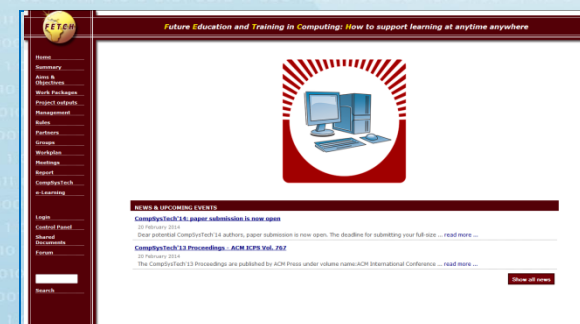 FETCH
Future Education and Training in Computing: How to support learning at anytime anywhere
Home
Summary
Aims &
Objectives
Work Packages
Project outputs
Management
Rules
Partners
Groups
Workplan
Meetings
Report
CompSysTech
e-Learning
Login
Control Panel
Shared
Documents
Forum
Search
NEWS & UPCOMING EVENTS
CompSysTech'14: paper submission is now open
20 February 2014
Dear potential CompSysTech'14 authors, paper submission is now open. The deadline for submitting your full-size ... read more ...
CompSysTech'13 Proceedings - ACM ICPS Vol. 767
20 February 2014
The CompSysTech'13 Proceedings are published by ACM Press under volume name:ACM International Conference ... read more ...
Show all news